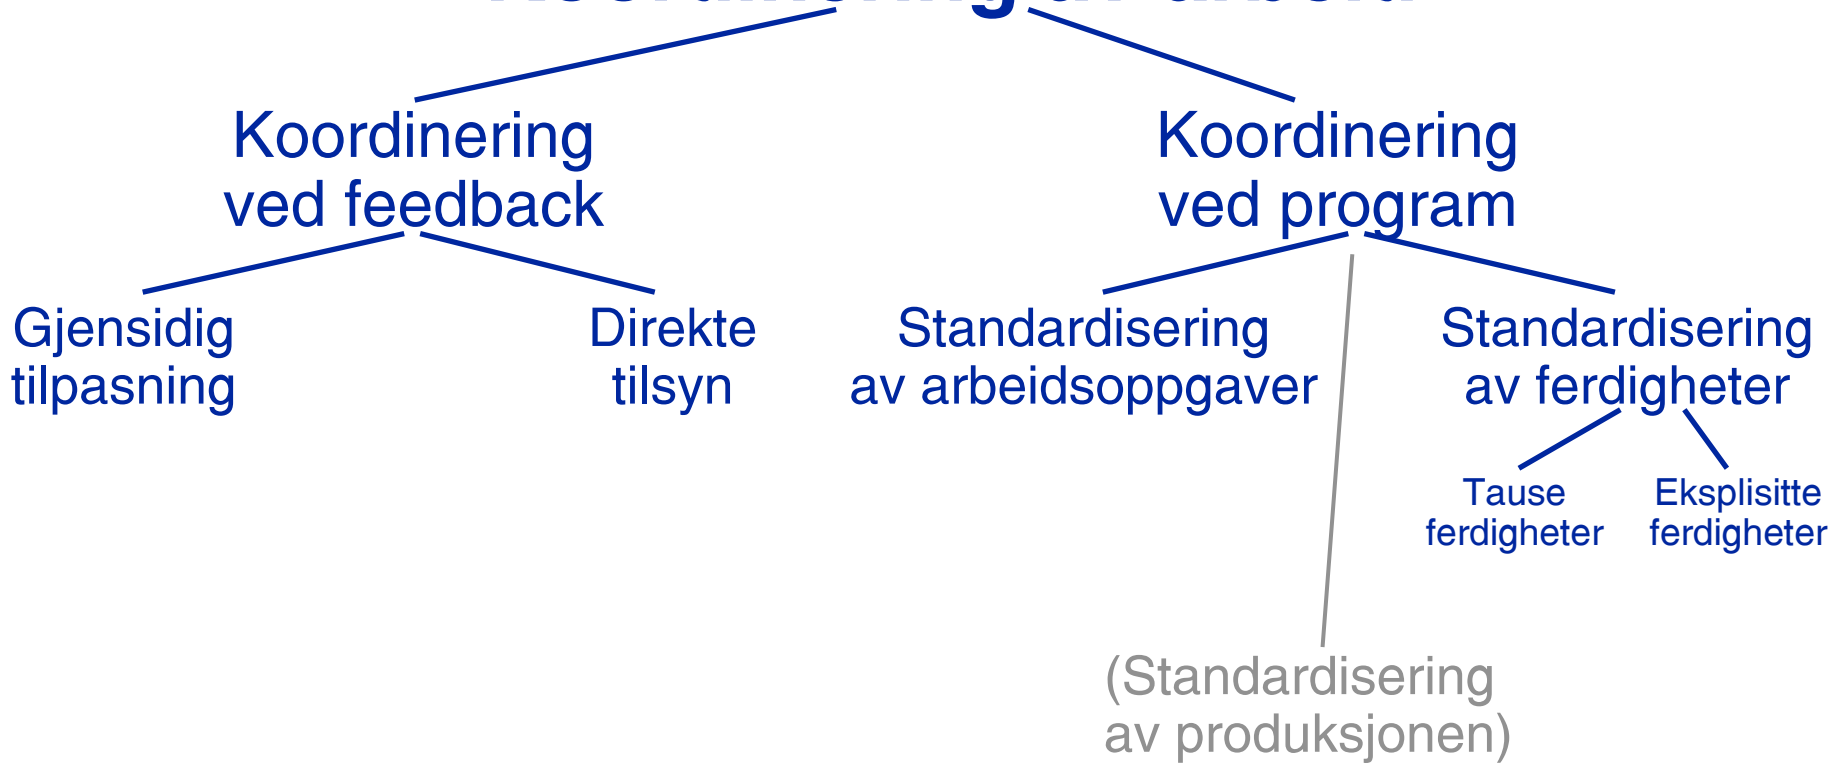 Koordinering
ved feedback
Koordinering
ved program
Gjensidig
tilpasning
Direkte
tilsyn
Standardisering
av arbeidsoppgaver
Standardisering
av ferdigheter
Tause
ferdigheter
Eksplisitte
ferdigheter
(Standardisering
av produksjonen)